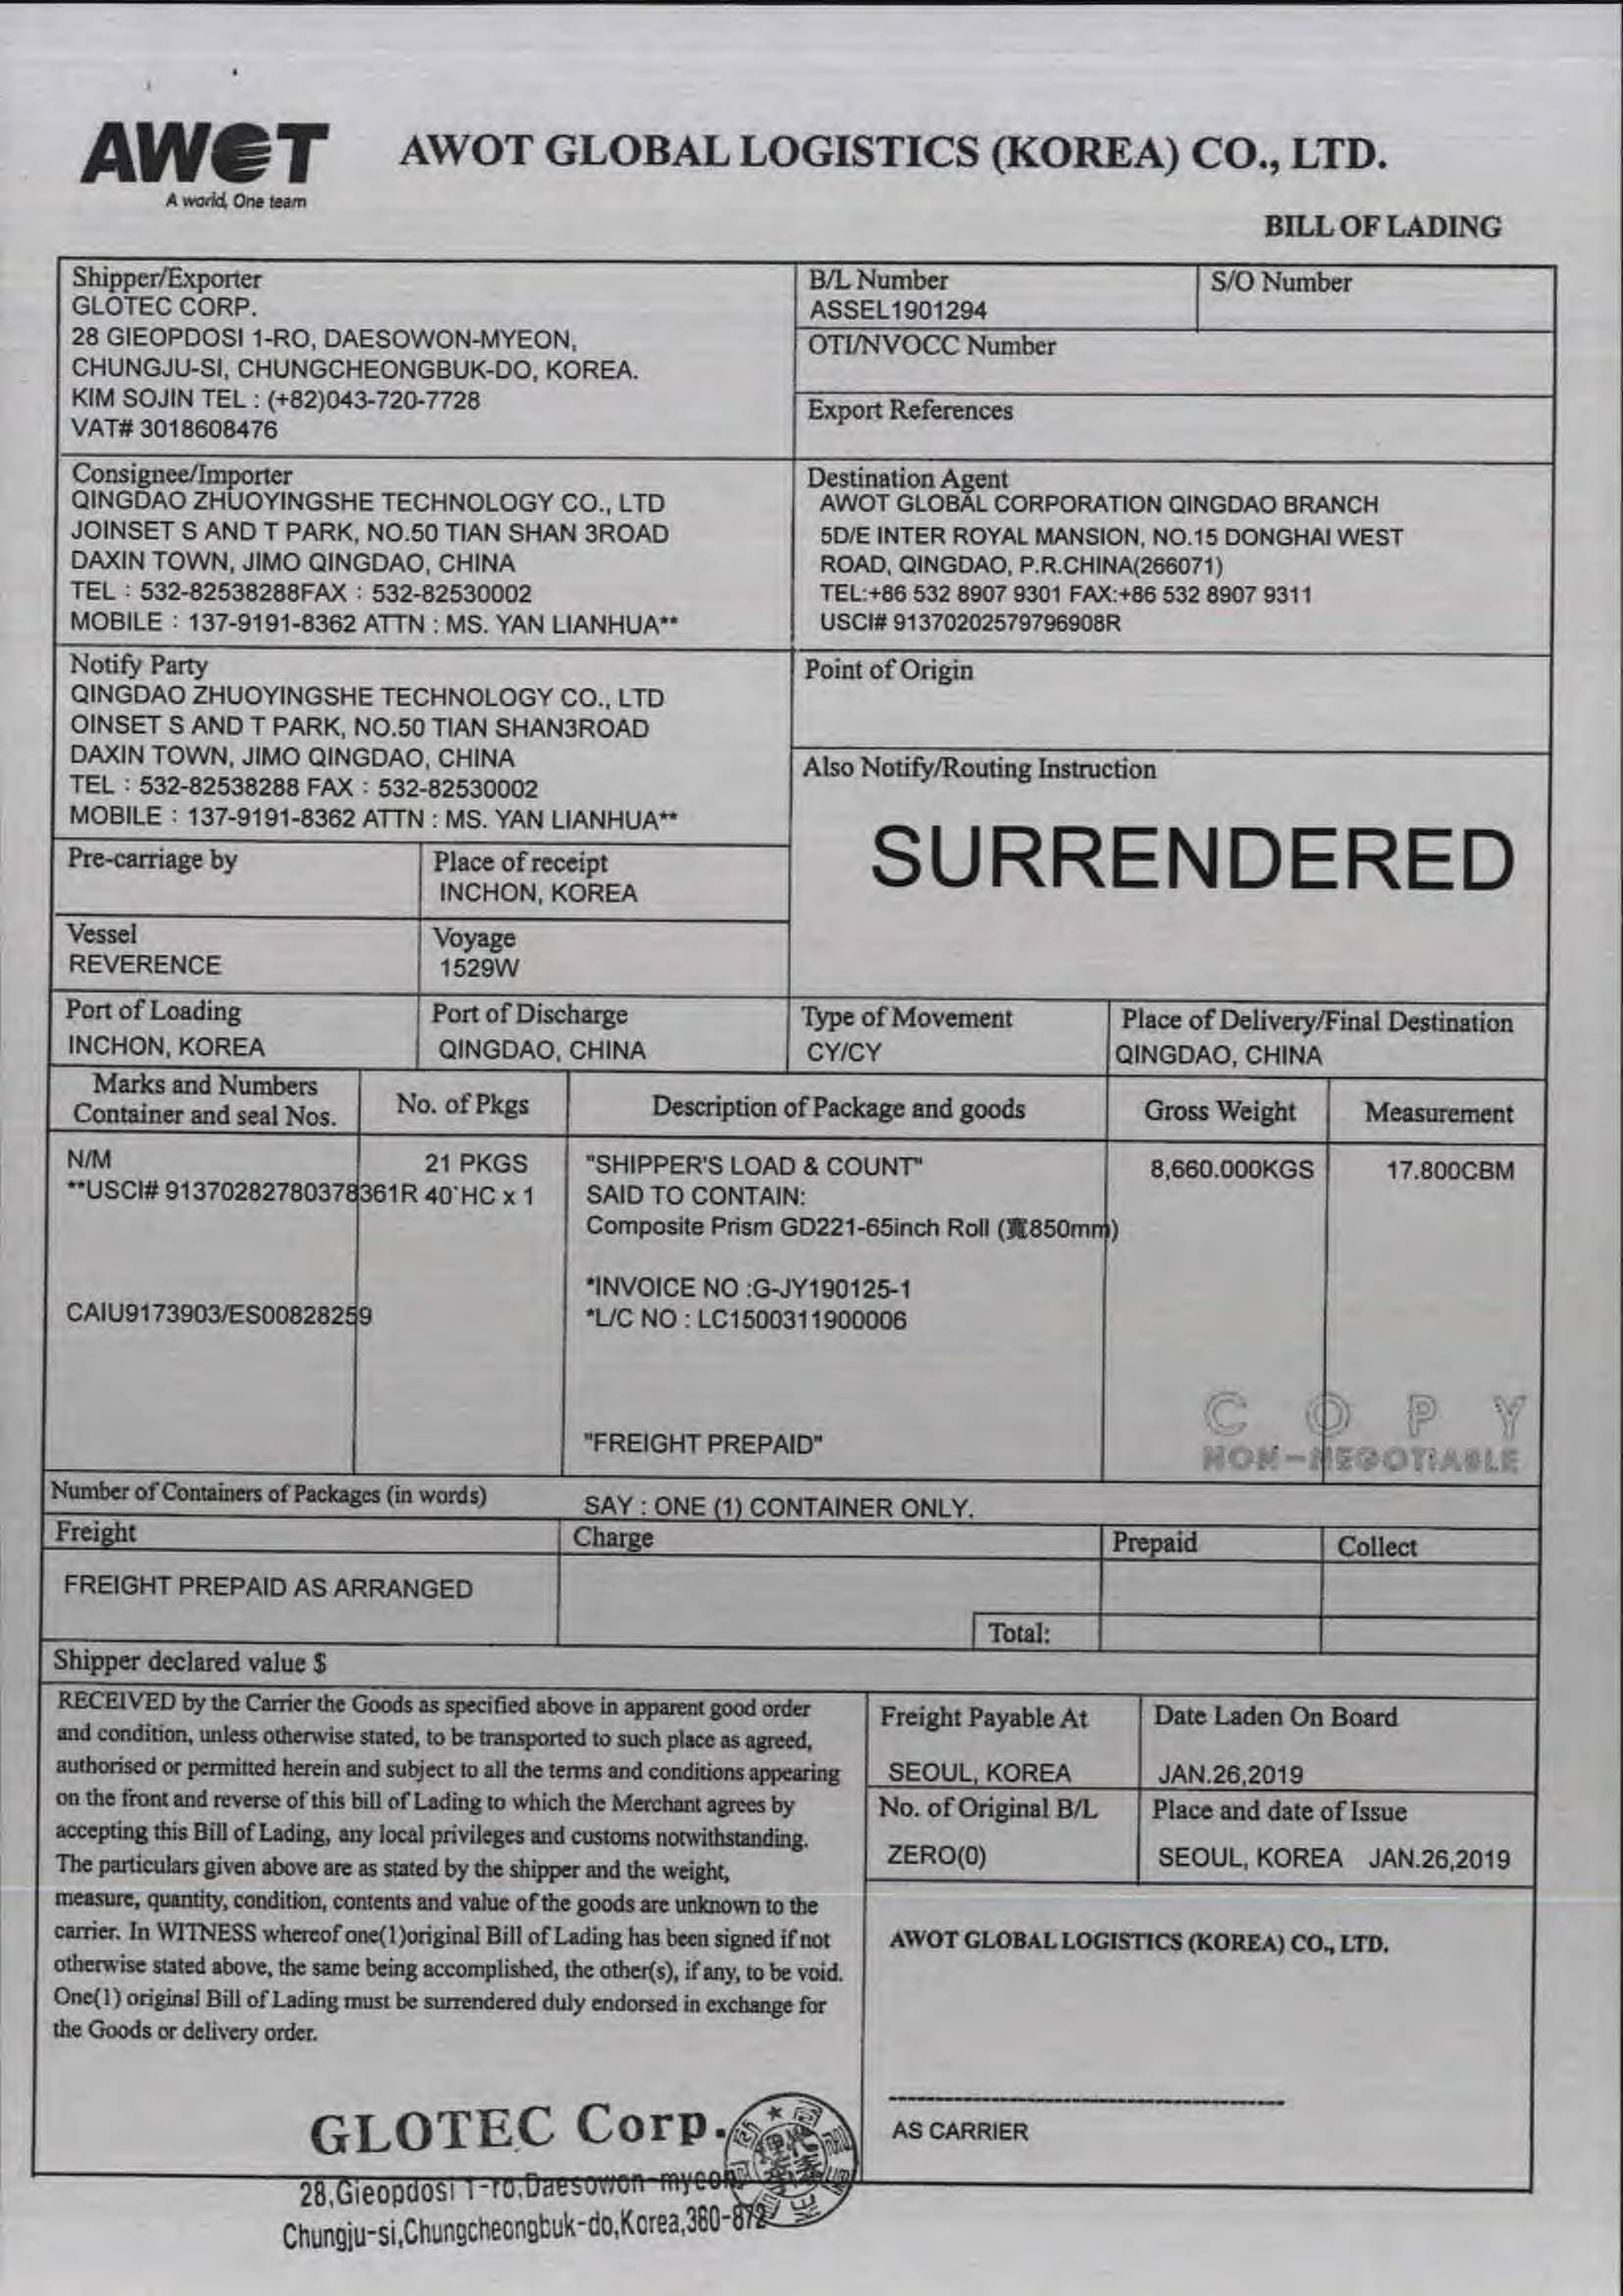 AWOT
A world, One team
AWOT GLOBAL LOGISTICS (KOREA) CO., LTD.
BILL OF LADING
Shipper/Exporter
GLOTEC CORP.
28 GIEOPDOSI 1-RO, DAESOWON-MYEON,
CHUNGJU-SI, CHUNGCHEONGBUK-DO, KOREA.
KIM SOJIN TEL : (+82)043-720-7728
VAT# 3018608476
B/L Number
ASSEL1901294
S/O Number
OTI/NVOCC Number
Export References
Consignee/Importer
QINGDAO ZHUOYINGSHE TECHNOLOGY CO., LTD
JOINSET S AND T PARK, NO.50 TIAN SHAN 3ROAD
DAXIN TOWN, JIMO QINGDAO, CHINA
TEL : 532-82538288FAX : 532-82530002
MOBILE : 137-9191-8362 ATTN : MS. YAN LIANHUA**
Destination Agent
AWOT GLOBAL CORPORATION QINGDAO BRANCH
5D/E INTER ROYAL MANSION, NO.15 DONGHAI WEST
ROAD, QINGDAO, P.R.CHINA(266071)
TEL:+86 532 8907 9301 FAX:+86 532 8907 9311
USCI# 91370202579796908R
Notify Party
QINGDAO ZHUOYINGSHE TECHNOLOGY CO., LTD
OINSET S AND T PARK, NO.50 TIAN SHAN3ROAD
DAXIN TOWN, JIMO QINGDAO, CHINA
TEL : 532-82538288 FAX : 532-82530002
MOBILE : 137-9191-8362 ATTN : MS. YAN LIANHUA**
Point of Origin
Also Notify/Routing Instruction
SURRENDERED
Pre-carriage by
Place of receipt
INCHON, KOREA
Vessel
REVERENCE
Voyage
1529W
Port of Loading
INCHON, KOREA
Port of Discharge
QINGDAO, CHINA
Type of Movement
CY/CY
Place of Delivery/Final Destination
QINGDAO, CHINA
Marks and Numbers
Container and seal Nos.
No. of Pkgs
Description of Package and goods
Gross Weight
Measurement
N/M 21 PKGS "SHIPPER'S LOAD & COUNT" 8,660.000KGS 17.800CBM
**USCI# 91370282780378361R 40'HC x 1 SAID TO CONTAIN:
Composite Prism GD221-65inch Roll (寬850mm)
*INVOICE NO :G-JY190125-1
CAIU9173903/ES00828259 *L/C NO : LC1500311900006
COPY
"FREIGHT PREPAID"
NON-NEGOTIABLE
Number of Containers of Packages (in words) SAY : ONE (1) CONTAINER ONLY.
Freight
Charge
Prepaid
Collect
FREIGHT PREPAID AS ARRANGED
Total:
Shipper declared value $
RECEIVED by the Carrier the Goods as specified above in apparent good order
and condition, unless otherwise stated, to be transported to such place as agreed,
authorised or permitted herein and subject to all the terms and conditions appearing
on the front and reverse of this bill of Lading to which the Merchant agrees by
accepting this Bill of Lading, any local privileges and customs notwithstanding.
The particulars given above are as stated by the shipper and the weight,
measure, quantity, condition, contents and value of the goods are unknown to the
carrier. In WITNESS whereof one(1)original Bill of Lading has been signed if not
otherwise stated above, the same being accomplished, the other(s), if any, to be void.
One(1) original Bill of Lading must be surrendered duly endorsed in exchange for
the Goods or delivery order.
Freight Payable At
SEOUL, KOREA
Date Laden On Board
JAN.26,2019
No. of Original B/L
ZERO(0)
Place and date of Issue
SEOUL, KOREA JAN.26,2019
AWOT GLOBAL LOGISTICS (KOREA) CO., LTD.
AS CARRIER
GLOTEC Corp.
28,Gieopdosi 1-ro,Daesowon-myeon
Chungju-si,Chungcheongbuk-do,Korea,380-872